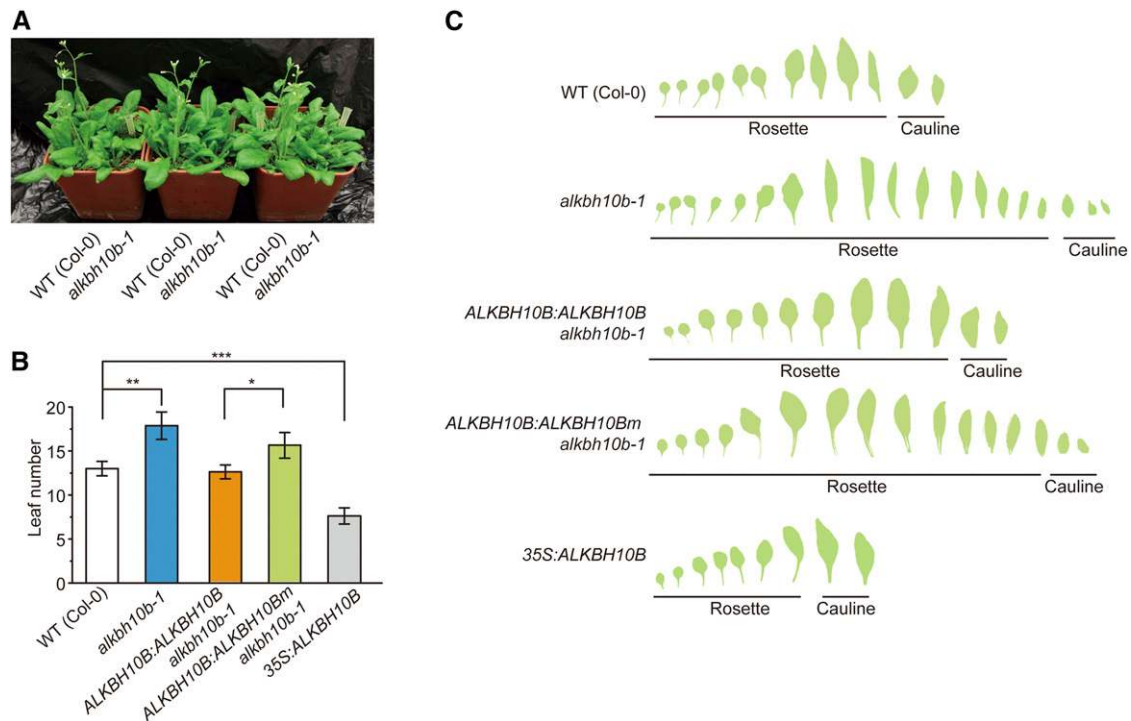 A
WT (Col-0)
alkbh10b-1
WT (Col-0)
alkbh10b-1
WT (Col-0)
alkbh10b-1
B
***
**
*
Leaf number
20
15
10
5
0
WT (Col-0)
alkbh10b-1
ALKBH10B:ALKBH10B
alkbh10b-1
ALKBH10B:ALKBH10Bm
alkbh10b-1
35S:ALKBH10B
C
WT (Col-0)
Rosette
Cauline
alkbh10b-1
Rosette
Cauline
ALKBH10B:ALKBH10B
alkbh10b-1
Rosette
Cauline
ALKBH10B:ALKBH10Bm
alkbh10b-1
Rosette
Cauline
35S:ALKBH10B
Rosette
Cauline